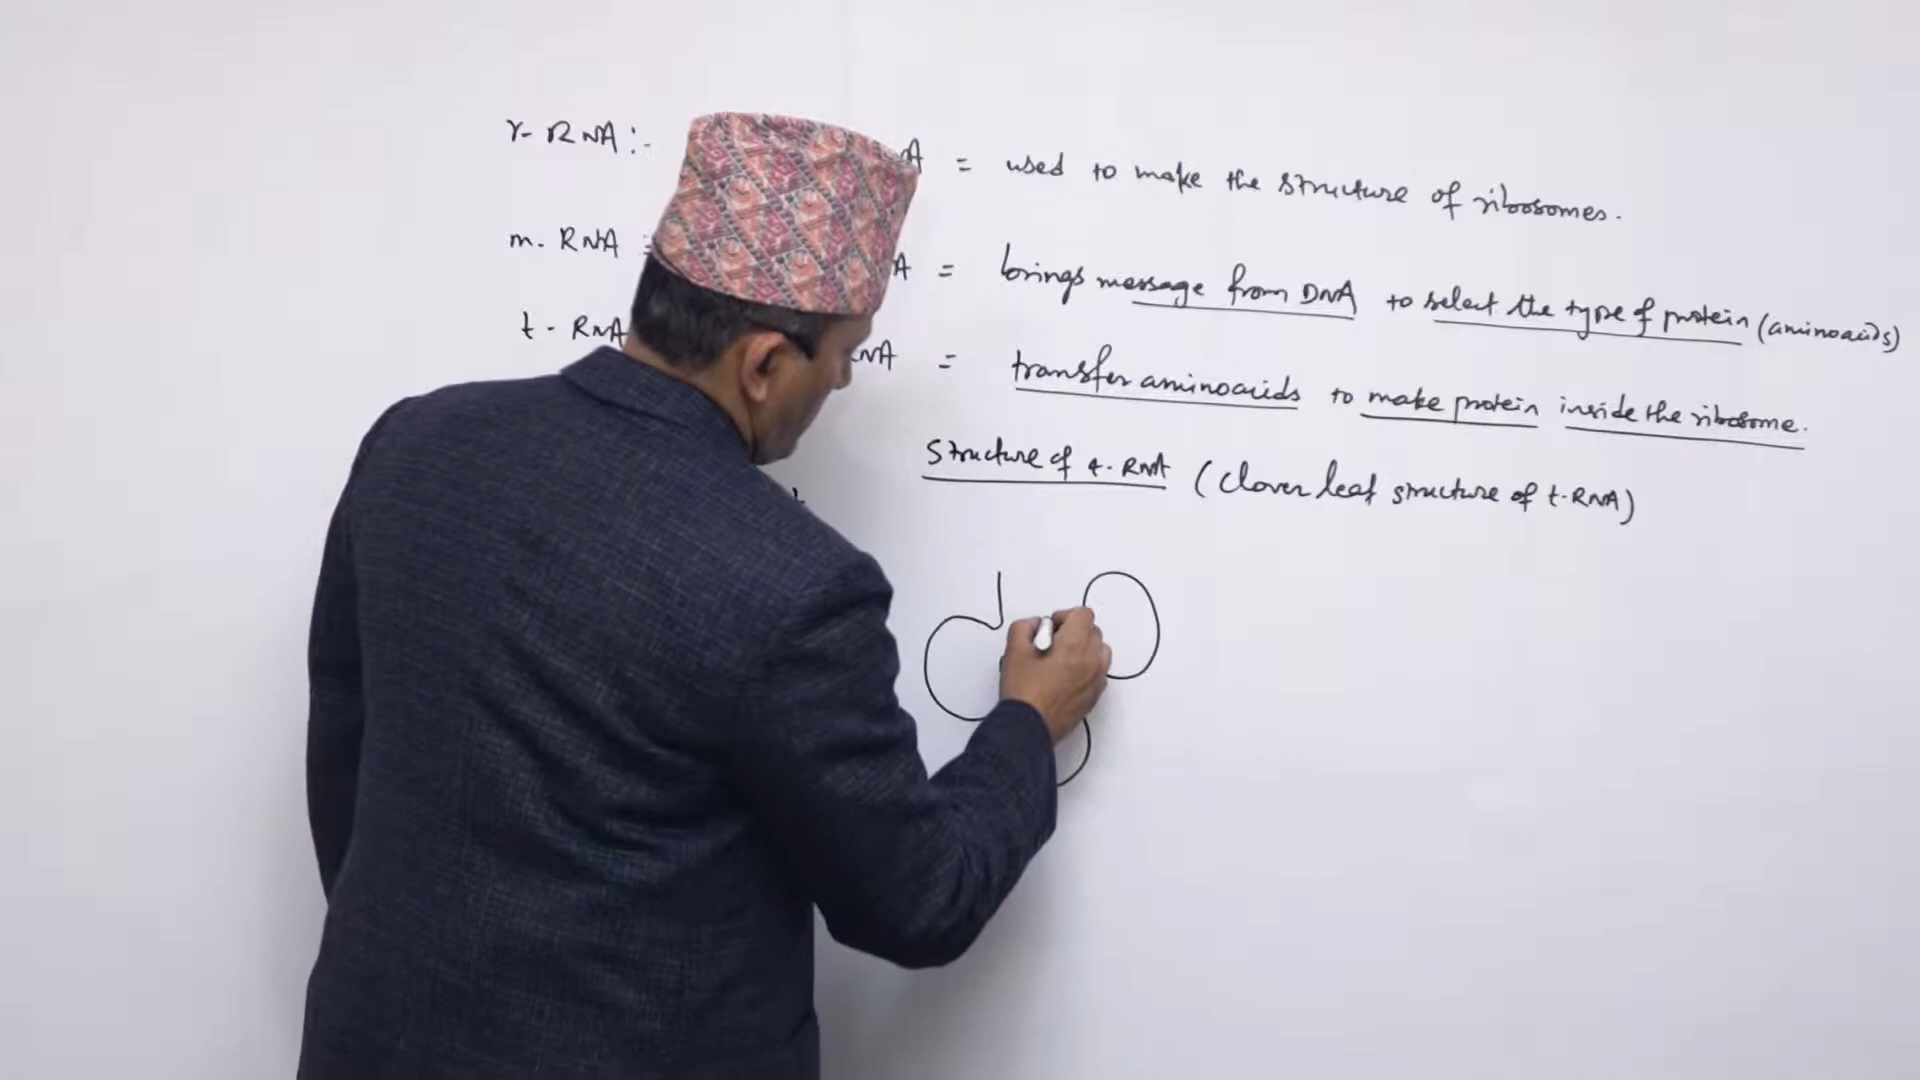 r- RNA :- A = used to make the structure of ribosomes.
m. RNA : A = brings message from DNA to select the type of protein (aminoacids)
t - RNA RNA = transfer aminoacids to make protein inside the ribosome.
Structure of t. RNA (Clover leaf structure of t-RNA)